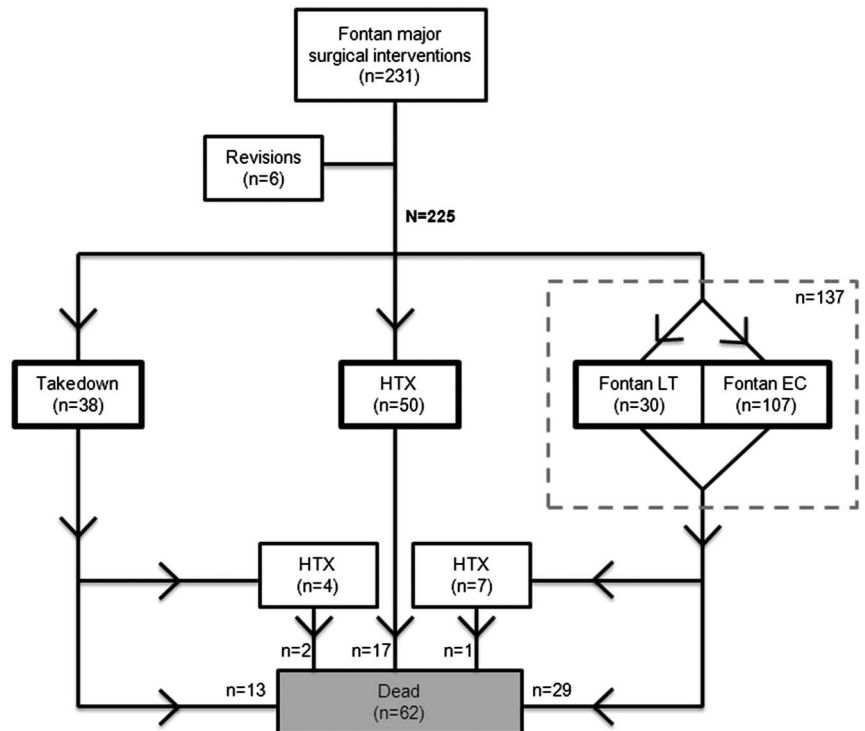 Fontan major
surgical interventions
(n=231)
Revisions
(n=6)
N=225
n=137
Takedown
(n=38)
HTX
(n=50)
Fontan LT
(n=30)
Fontan EC
(n=107)
HTX
(n=4)
HTX
(n=7)
n=2
n=17
n=1
n=13
Dead
(n=62)
n=29